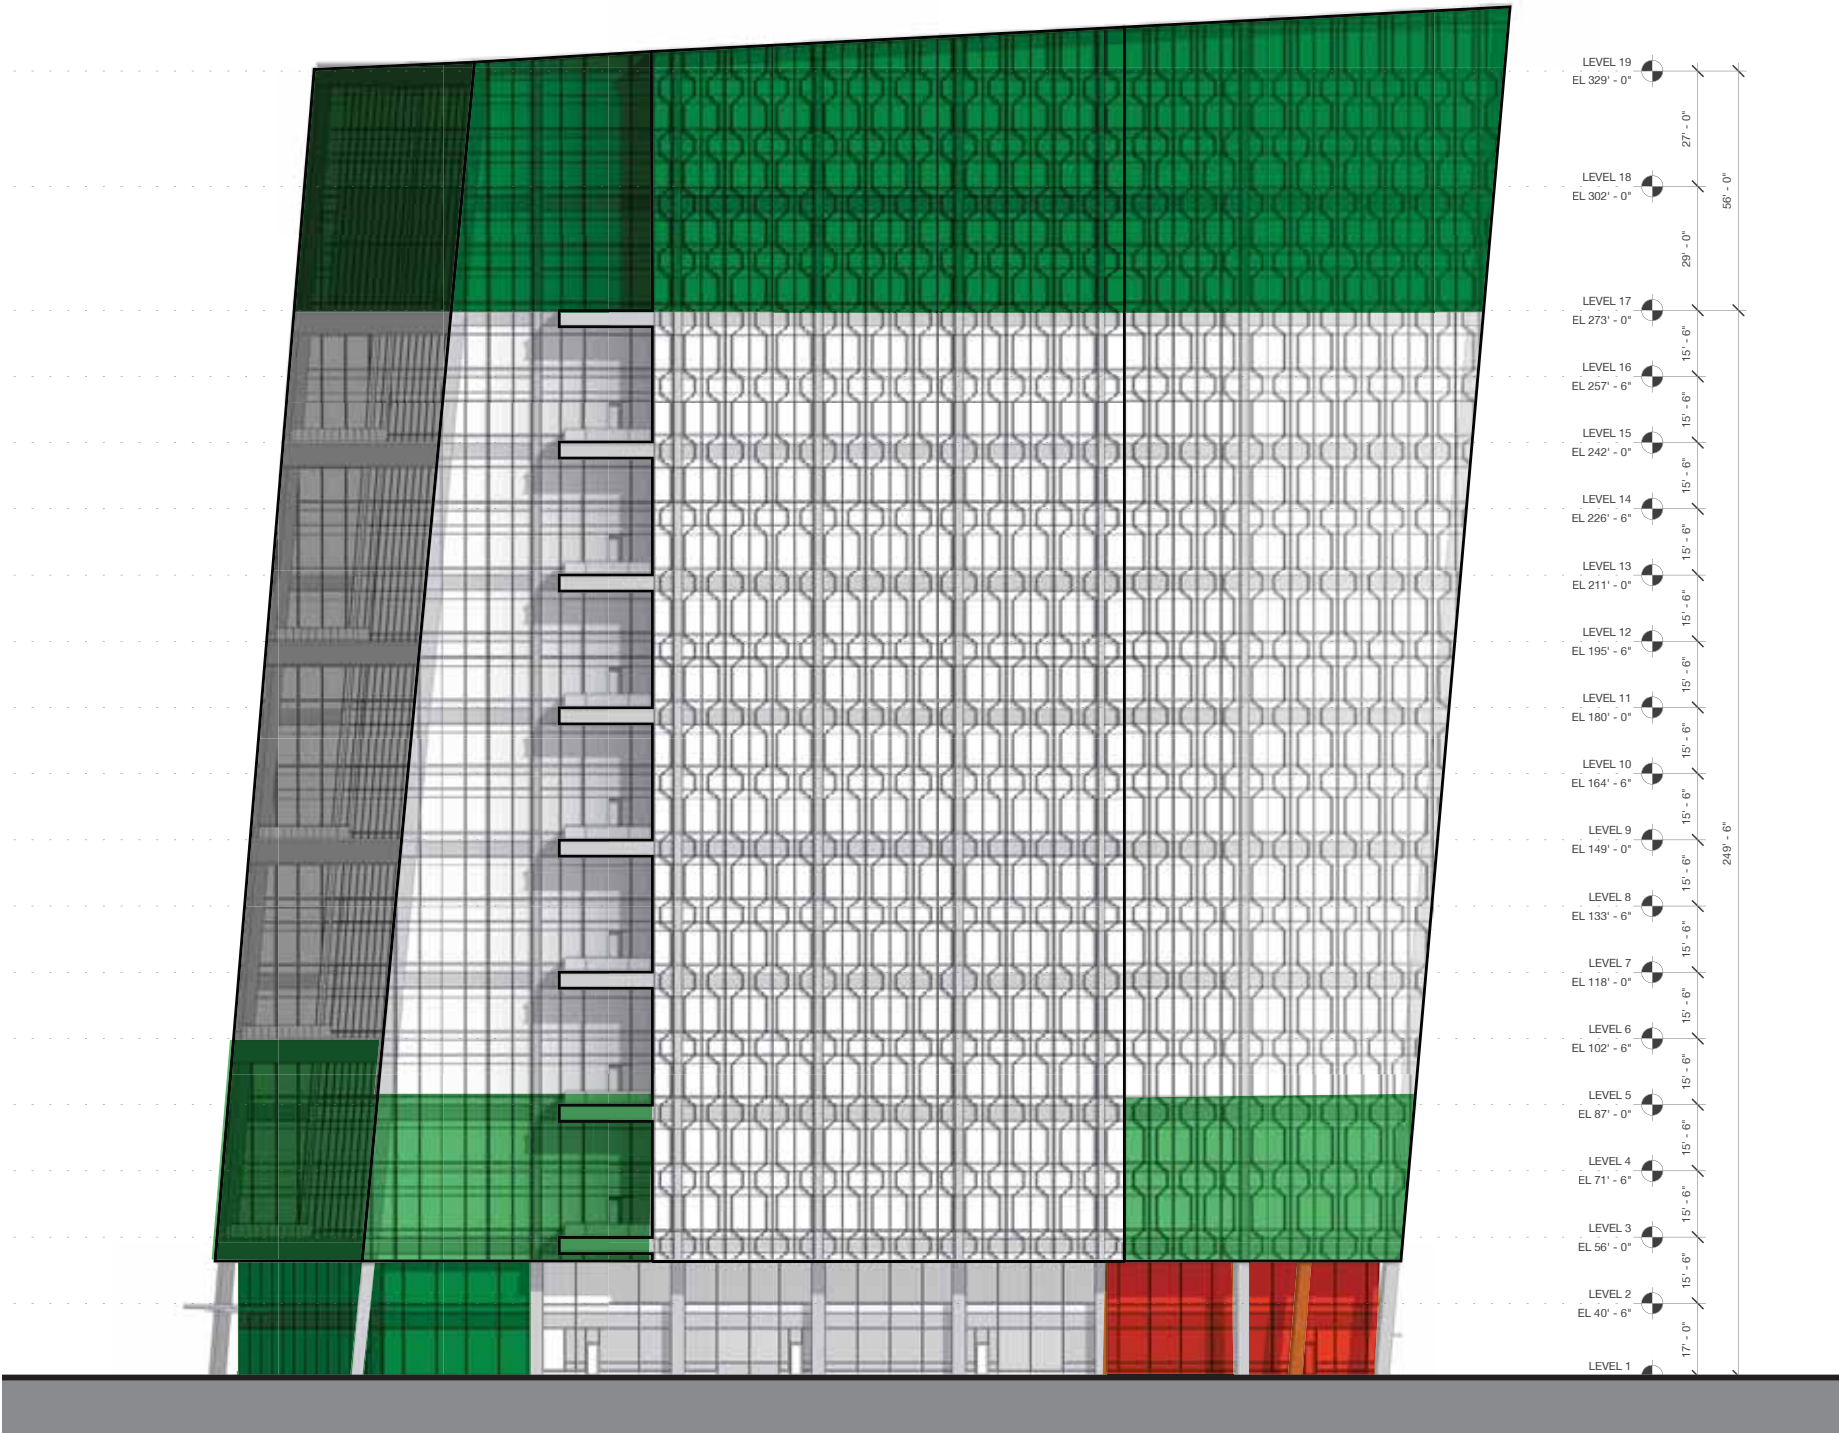 LEVEL 19
EL 329' - 0"
27' - 0"
LEVEL 18
EL 302' - 0"
56' - 0"
29' - 0"
LEVEL 17
EL 273' - 0"
15' - 6"
LEVEL 16
EL 257' - 6"
15' - 6"
LEVEL 15
EL 242' - 0"
15' - 6"
LEVEL 14
EL 226' - 6"
15' - 6"
LEVEL 13
EL 211' - 0"
15' - 6"
LEVEL 12
EL 195' - 6"
15' - 6"
LEVEL 11
EL 180' - 0"
15' - 6"
LEVEL 10
EL 164' - 6"
15' - 6"
LEVEL 9
EL 149' - 0"
249' - 6"
15' - 6"
LEVEL 8
EL 133' - 6"
15' - 6"
LEVEL 7
EL 118' - 0"
15' - 6"
LEVEL 6
EL 102' - 6"
15' - 6"
LEVEL 5
EL 87' - 0"
15' - 6"
LEVEL 4
EL 71' - 6"
15' - 6"
LEVEL 3
EL 56' - 0"
15' - 6"
LEVEL 2
EL 40' - 6"
17' - 0"
LEVEL 1